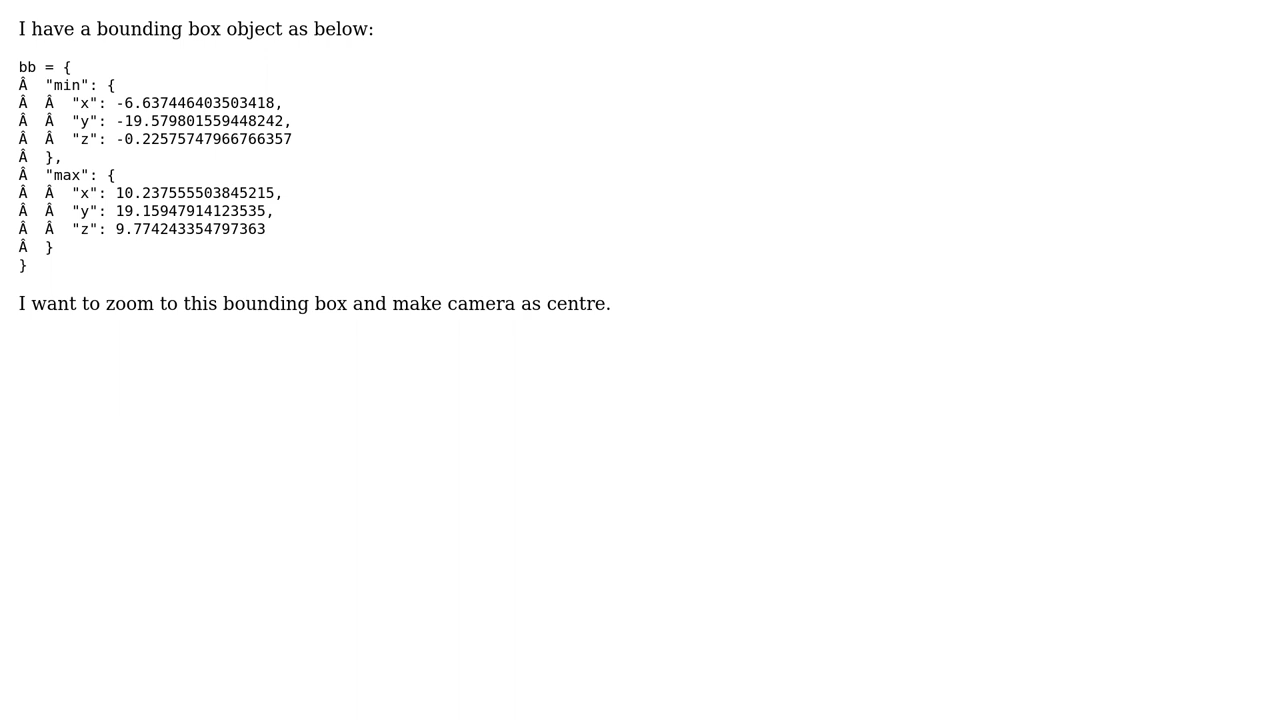 I have a bounding box object as below:
bb = {
Â  "min": {
Â  Â  "x": -6.637446403503418,
Â  Â  "y": -19.579801559448242,
Â  Â  "z": -0.22575747966766357
Â  },
Â  "max": {
Â  Â  "x": 10.237555503845215,
Â  Â  "y": 19.15947914123535,
Â  Â  "z": 9.774243354797363
Â  }
}
I want to zoom to this bounding box and make camera as centre.